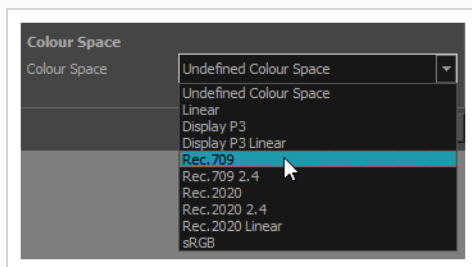 Colour Space
Colour Space Undefined Colour Space
Undefined Colour Space
Linear
Display P3
Display P3 Linear
Rec.709
Rec.709 2.4
Rec.2020
Rec.2020 2.4
Rec.2020 Linear
sRGB